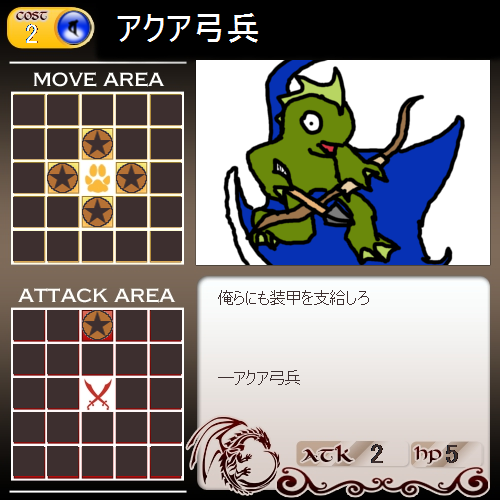 COST
2
アクア弓兵
MOVE AREA
ATTACK AREA
俺らにも装甲を支給しろ
―アクア弓兵
ATK 2 hp 5